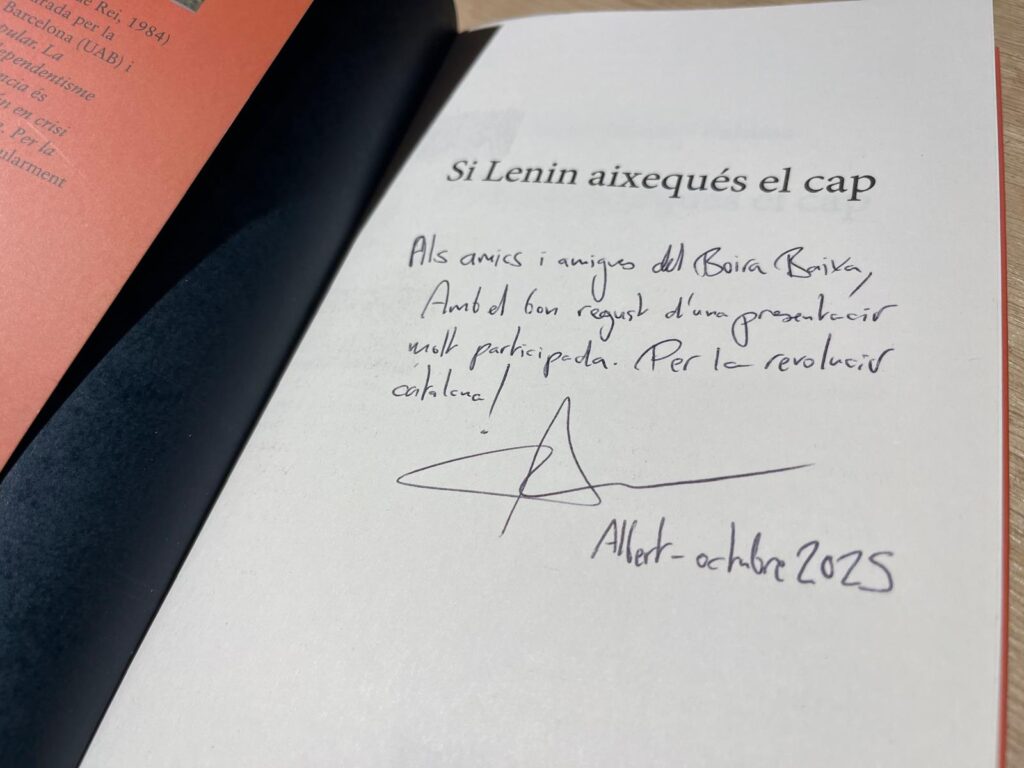 e Rei, 1984)
arada per la
Barcelona (UAB) i
pular. La
ependentisme
ncia és
n en crisi
. Per la
ularment
Si Lenin aixequés el cap
Als amics i amigues del Boira Baixa,
Amb el bon regust d'una presentació
molt participada. Per la revolució
catalana!
Albert - octubre 2025